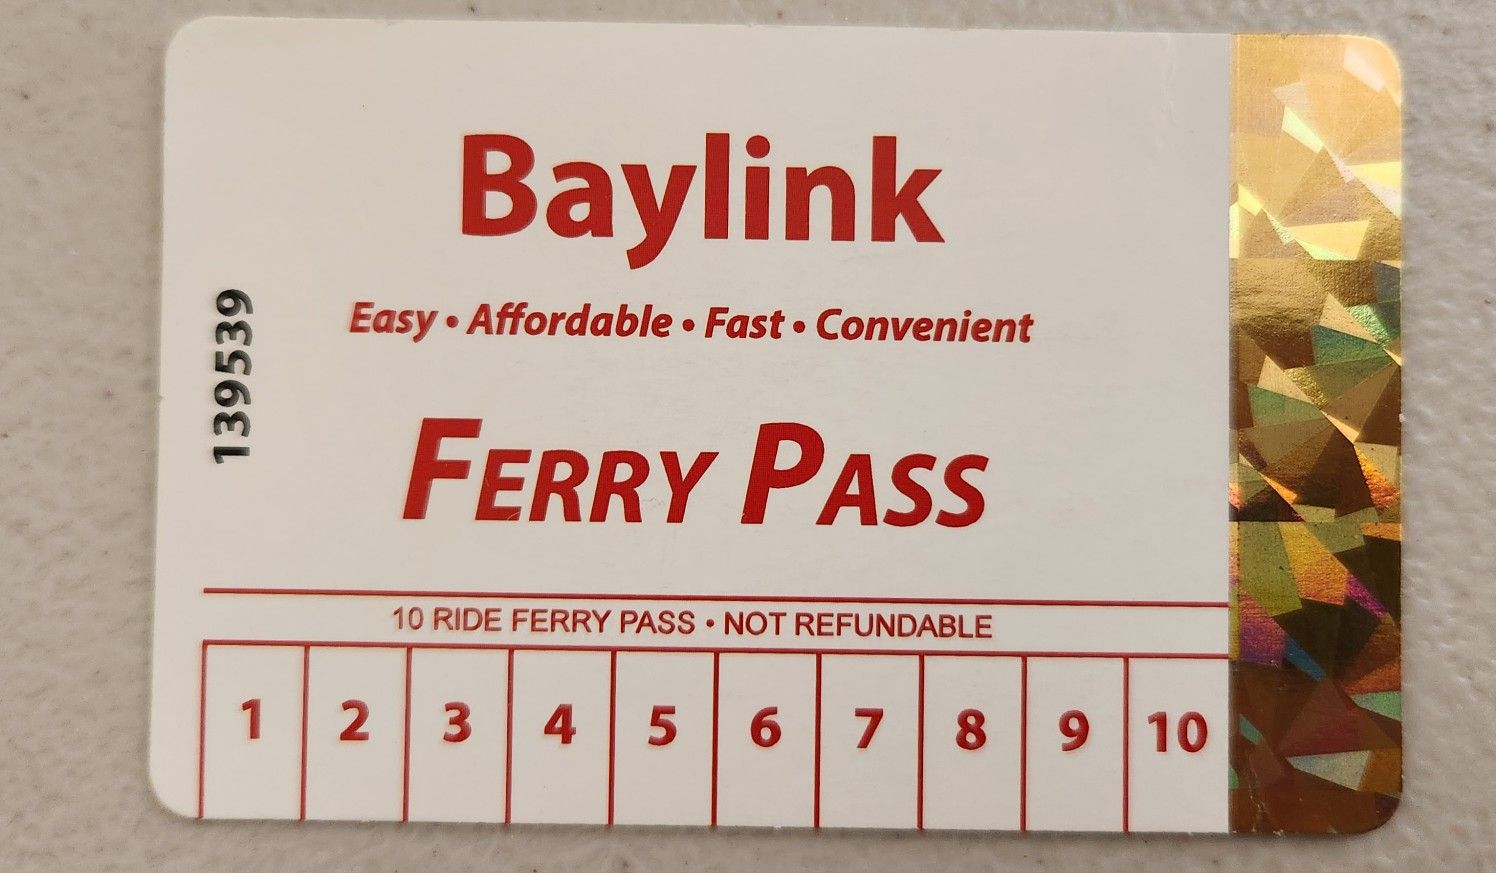 Baylink
Easy • Affordable • Fast • Convenient
139539
FERRY PASS
10 RIDE FERRY PASS • NOT REFUNDABLE
1 2 3 4 5 6 7 8 9 10